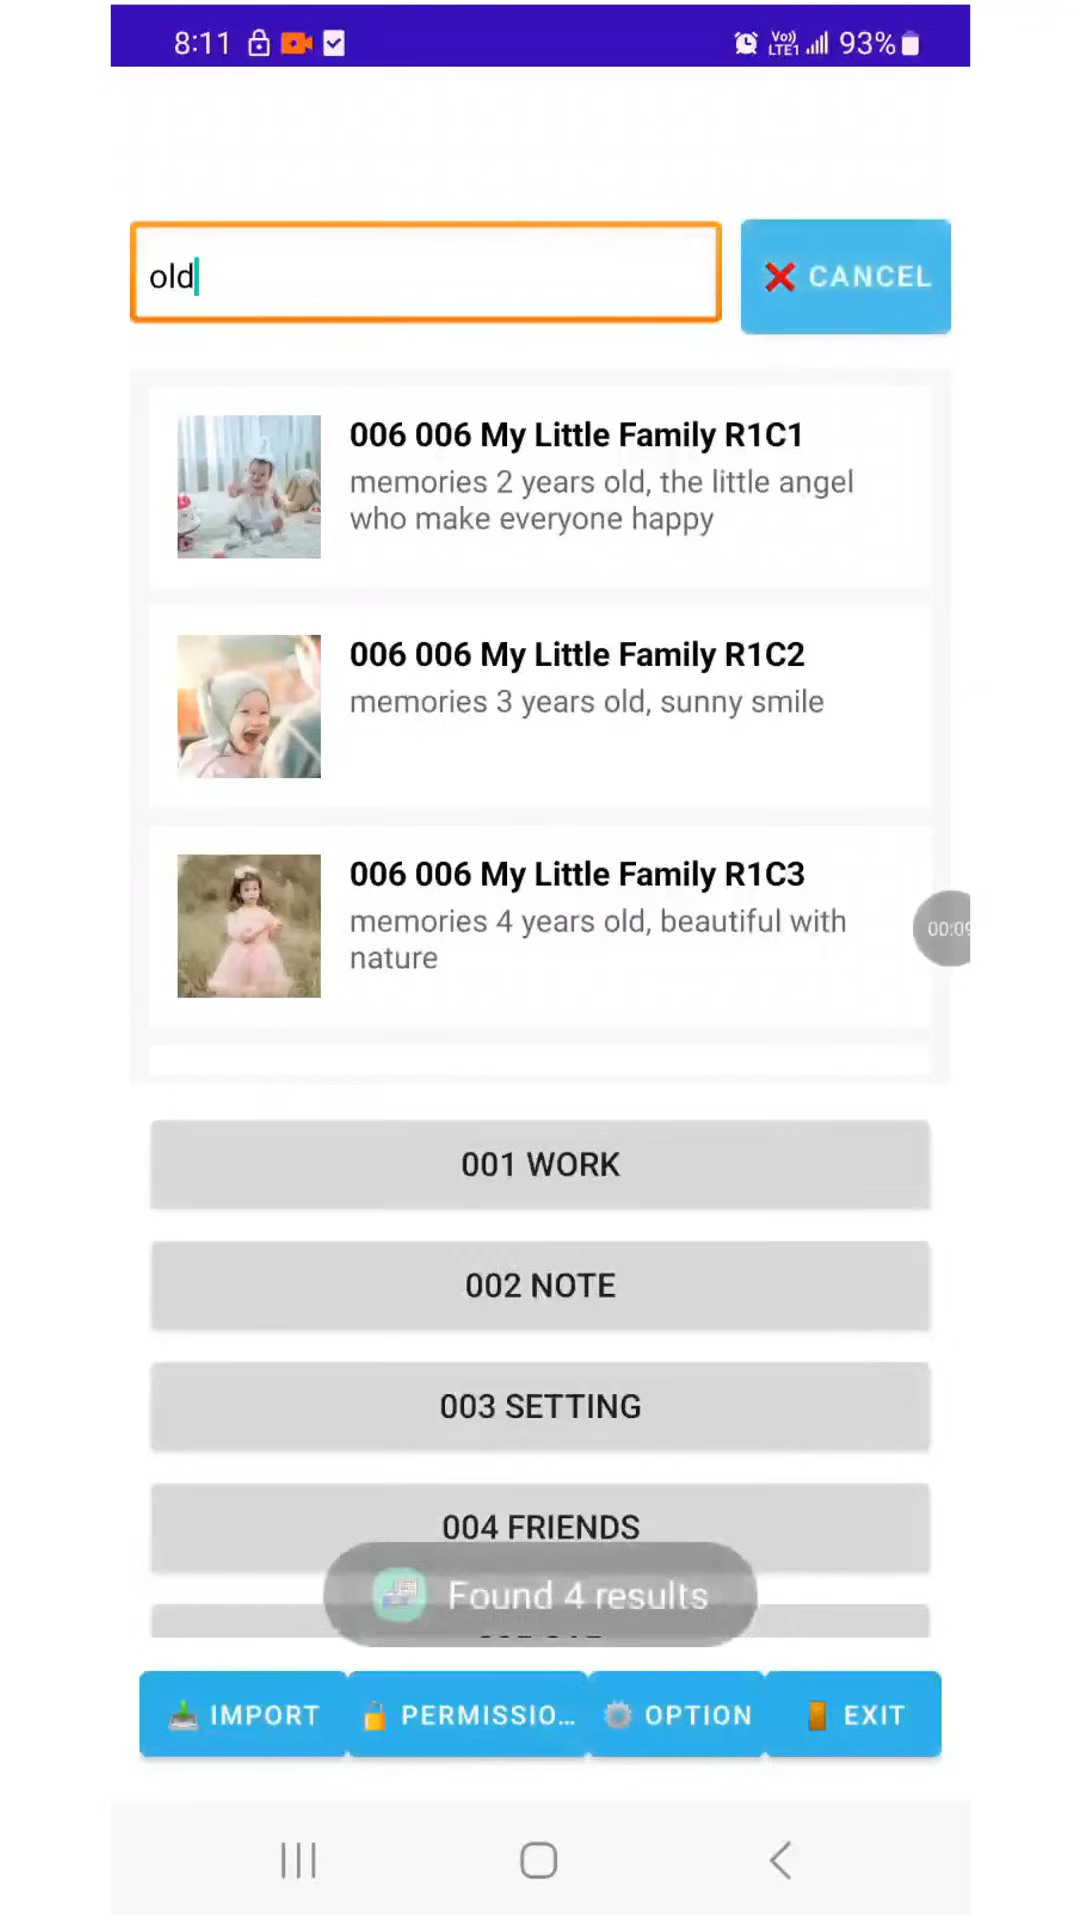 8:11 Vo)) LTE1 93%
old
CANCEL
006 006 My Little Family R1C1
memories 2 years old, the little angel
who make everyone happy
006 006 My Little Family R1C2
memories 3 years old, sunny smile
006 006 My Little Family R1C3
memories 4 years old, beautiful with
nature
00:09
001 WORK
002 NOTE
003 SETTING
004 FRIENDS
Found 4 results
IMPORT PERMISSIO... OPTION EXIT